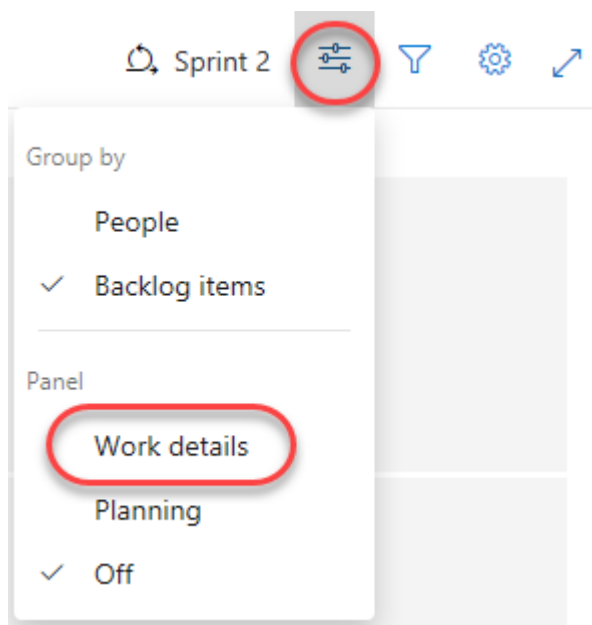 Sprint 2
Group by
People
Backlog items
Panel
Work details
Planning
Off